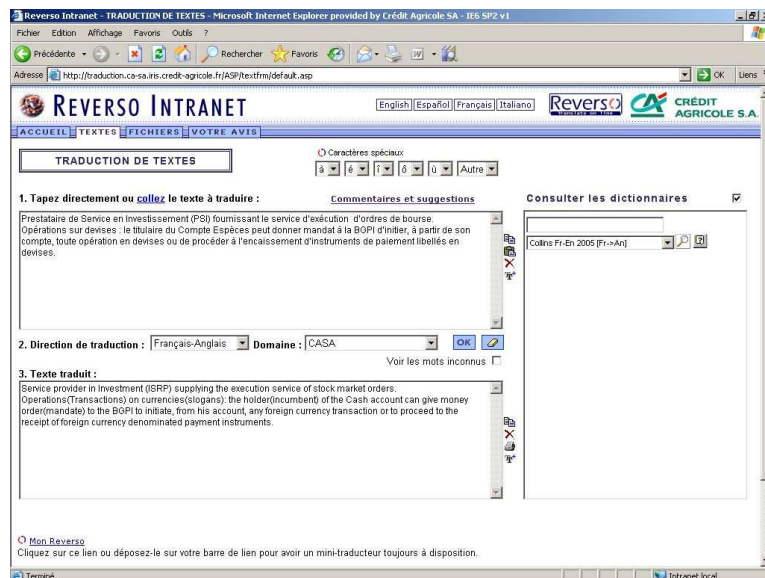 Reverso Intranet - TRADUCTION DE TEXTES - Microsoft Internet Explorer provided by Crédit Agricole SA - IE6 SP2 v1
Fichier Edition Affichage Favoris Outils ?
Précédente Rechercher Favoris
Adresse http://traduction.ca-sa.iris.credit-agricole.fr/ASP/textfrm/default.asp OK Liens
REVERSO INTRANET English Español Français Italiano Reverso CRÉDIT AGRICOLE S.A.
ACCUEIL TEXTES FICHIERS VOTRE AVIS
TRADUCTION DE TEXTES
Caractères spéciaux
à é î ô ù Autre
1. Tapez directement ou collez le texte à traduire : Commentaires et suggestions Consulter les dictionnaires
Prestataire de Service en Investissement (PSI) fournissant le service d'exécution d'ordres de bourse.
Opérations sur devises : le titulaire du Compte Espèces peut donner mandat à la BGPI d'initier, à partir de son
compte, toute opération en devises ou de procéder à l'encaissement d'instruments de paiement libellés en
devises.
Collins Fr-En 2005 [Fr->An]
2. Direction de traduction : Français-Anglais Domaine : CASA OK
Voir les mots inconnus
3. Texte traduit :
Service provider in Investment (ISRP) supplying the execution service of stock market orders.
Operations(Transactions) on currencies(slogans): the holder(incumbent) of the Cash account can give money
order(mandate) to the BGPI to initiate, from his account, any foreign currency transaction or to proceed to the
receipt of foreign currency denominated payment instruments.
Mon Reverso
Cliquez sur ce lien ou déposez-le sur votre barre de lien pour avoir un mini-traducteur toujours à disposition.
Terminé Intranet local